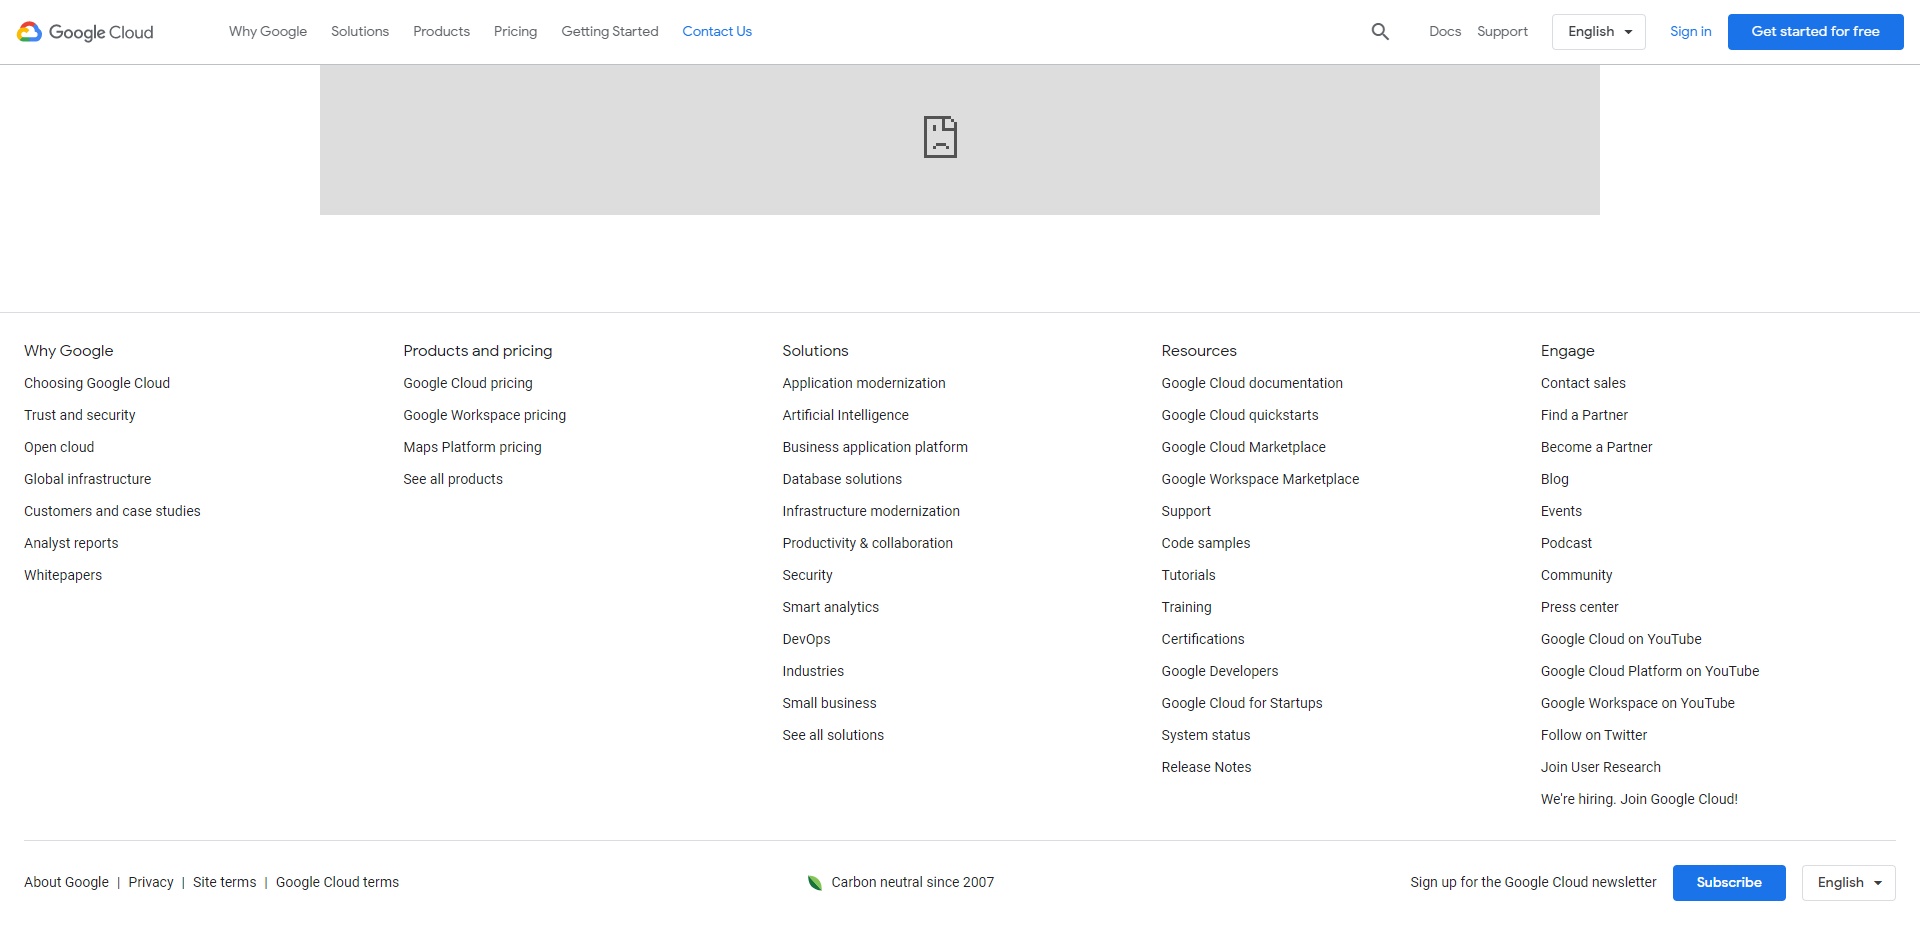 Google Cloud
Why Google
Solutions
Products
Pricing
Getting Started
Contact Us
Docs
Support
English
Sign in
Get started for free
Why Google
Choosing Google Cloud
Trust and security
Open cloud
Global infrastructure
Customers and case studies
Analyst reports
Whitepapers
Products and pricing
Google Cloud pricing
Google Workspace pricing
Maps Platform pricing
See all products
Solutions
Application modernization
Artificial Intelligence
Business application platform
Database solutions
Infrastructure modernization
Productivity & collaboration
Security
Smart analytics
DevOps
Industries
Small business
See all solutions
Resources
Google Cloud documentation
Google Cloud quickstarts
Google Cloud Marketplace
Google Workspace Marketplace
Support
Code samples
Tutorials
Training
Certifications
Google Developers
Google Cloud for Startups
System status
Release Notes
Engage
Contact sales
Find a Partner
Become a Partner
Blog
Events
Podcast
Community
Press center
Google Cloud on YouTube
Google Cloud Platform on YouTube
Google Workspace on YouTube
Follow on Twitter
Join User Research
We're hiring. Join Google Cloud!
About Google | Privacy | Site terms | Google Cloud terms
Carbon neutral since 2007
Sign up for the Google Cloud newsletter
Subscribe
English